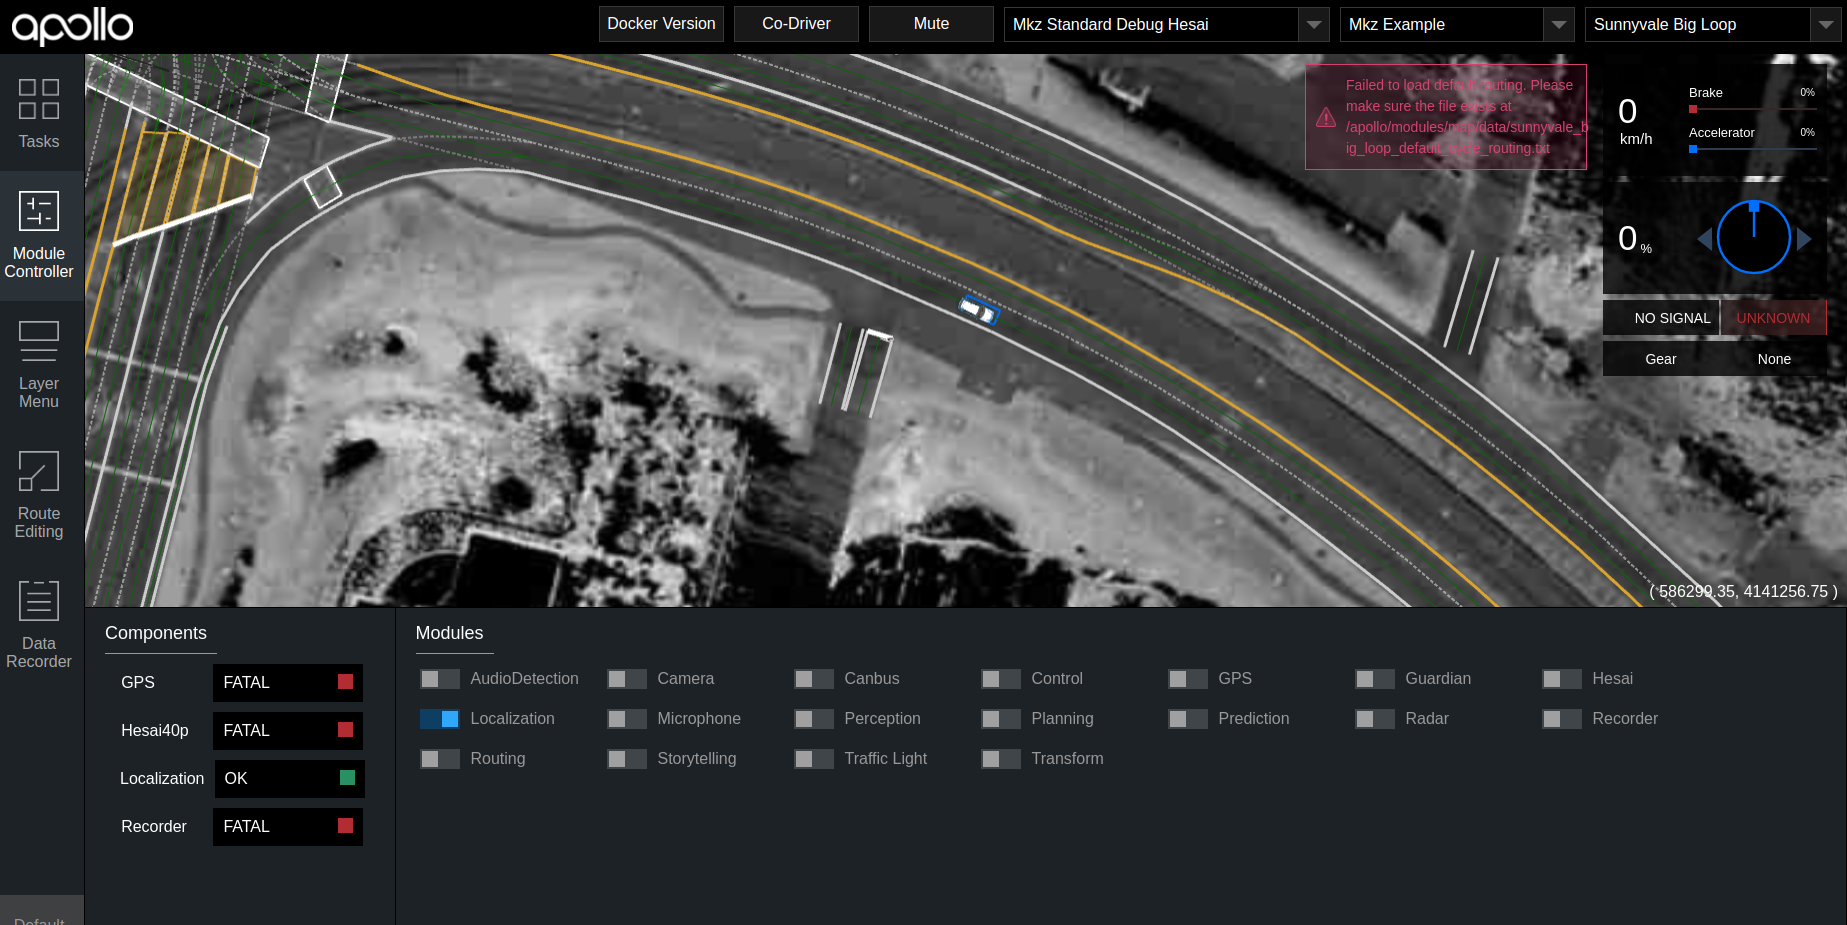 apollo
Docker Version
Co-Driver
Mute
Mkz Standard Debug Hesai
Mkz Example
Sunnyvale Big Loop
Tasks
Module
Controller
Layer
Menu
Route
Editing
Data
Recorder
Default
Failed to load default routing. Please
make sure the file exists at
/apollo/modules/map/data/sunnyvale_b
ig_loop_default_cycle_routing.txt
0
km/h
Brake
0%
Accelerator
0%
0 %
NO SIGNAL
UNKNOWN
Gear
None
( 586299.35, 4141256.75 )
Components
GPS
FATAL
Hesai40p
FATAL
Localization
OK
Recorder
FATAL
Modules
AudioDetection
Camera
Canbus
Control
GPS
Guardian
Hesai
Localization
Microphone
Perception
Planning
Prediction
Radar
Recorder
Routing
Storytelling
Traffic Light
Transform